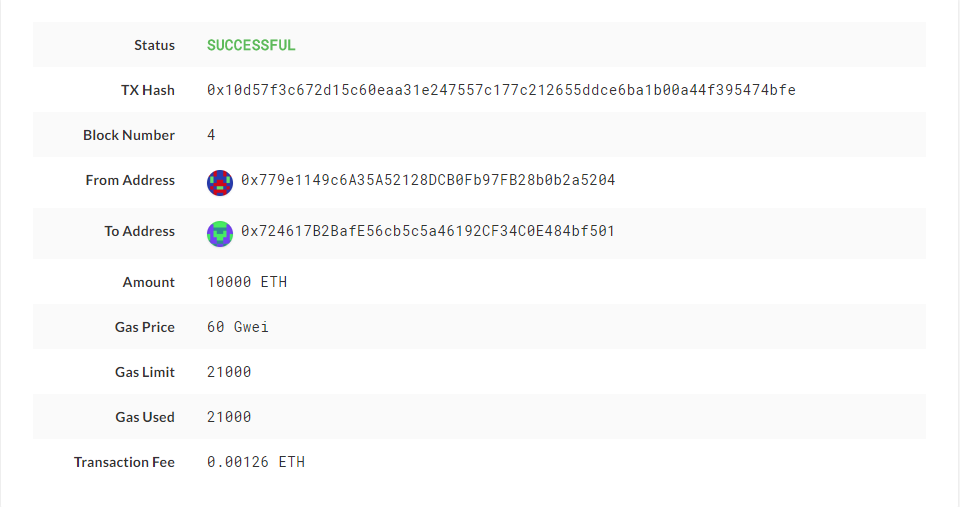 Status SUCCESSFUL
TX Hash 0x10d57f3c672d15c60eaa31e247557c177c212655ddce6ba1b00a44f395474bfe
Block Number 4
From Address 0x779e1149c6A35A52128DCB0Fb97FB28b0b2a5204
To Address 0x724617B2BafE56cb5c5a46192CF34C0E484bf501
Amount 10000 ETH
Gas Price 60 Gwei
Gas Limit 21000
Gas Used 21000
Transaction Fee 0.00126 ETH